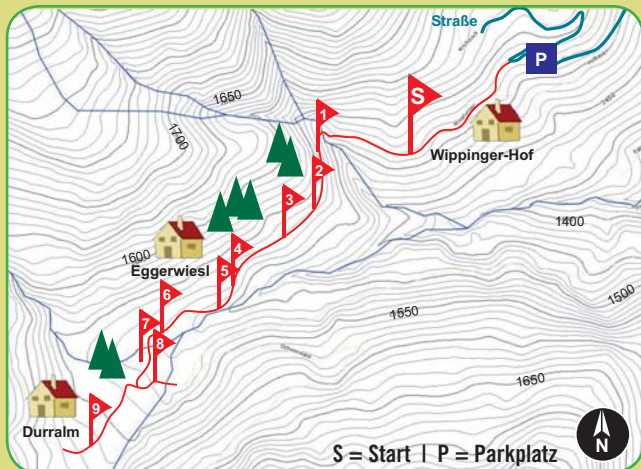 Straße
P
1650
S
1
1700
Wippinger-Hof
2
3
1400
4
1600
Eggerwiesl
5
6
1500
1550
7
8
1650
9
Durralm
S = Start | P = Parkplatz
N